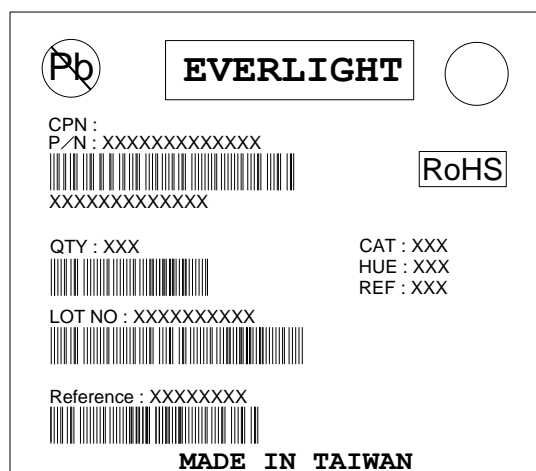 Pb
EVERLIGHT
CPN :
P/N : XXXXXXXXXXXXX
RoHS
XXXXXXXXXXXXX
QTY : XXX
CAT : XXX
HUE : XXX
REF : XXX
LOT NO : XXXXXXXXXX
Reference : XXXXXXXX
MADE IN TAIWAN